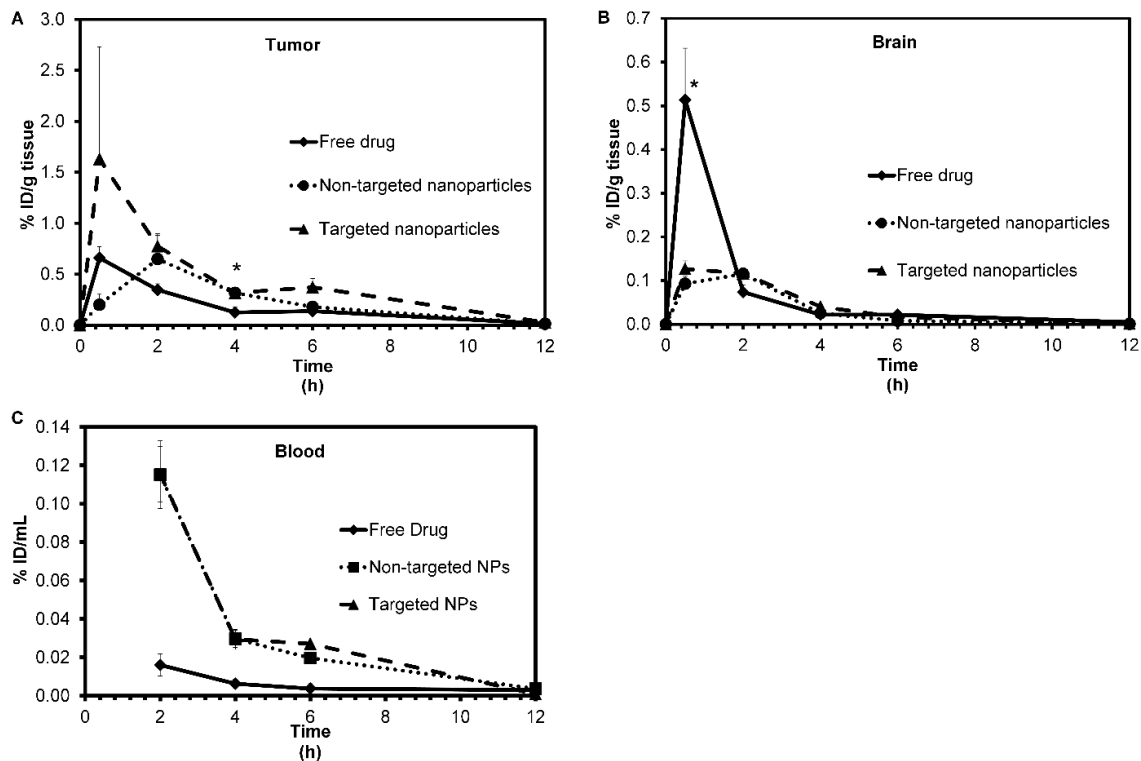 A
Tumor
3.0
2.5
2.0
1.5
1.0
0.5
0.0
% ID/g tissue
Free drug
Non-targeted nanoparticles
Targeted nanoparticles
*
0 2 4 6 8 10 12
Time
(h)
B
Brain
0.7
0.6
0.5
0.4
0.3
0.2
0.1
0.0
% ID/g tissue
*
Free drug
Non-targeted nanoparticles
Targeted nanoparticles
0 2 4 6 8 10 12
Time
(h)
C
Blood
0.14
0.12
0.10
0.08
0.06
0.04
0.02
0.00
% ID/mL
Free Drug
Non-targeted NPs
Targeted NPs
0 2 4 6 8 10 12
Time
(h)